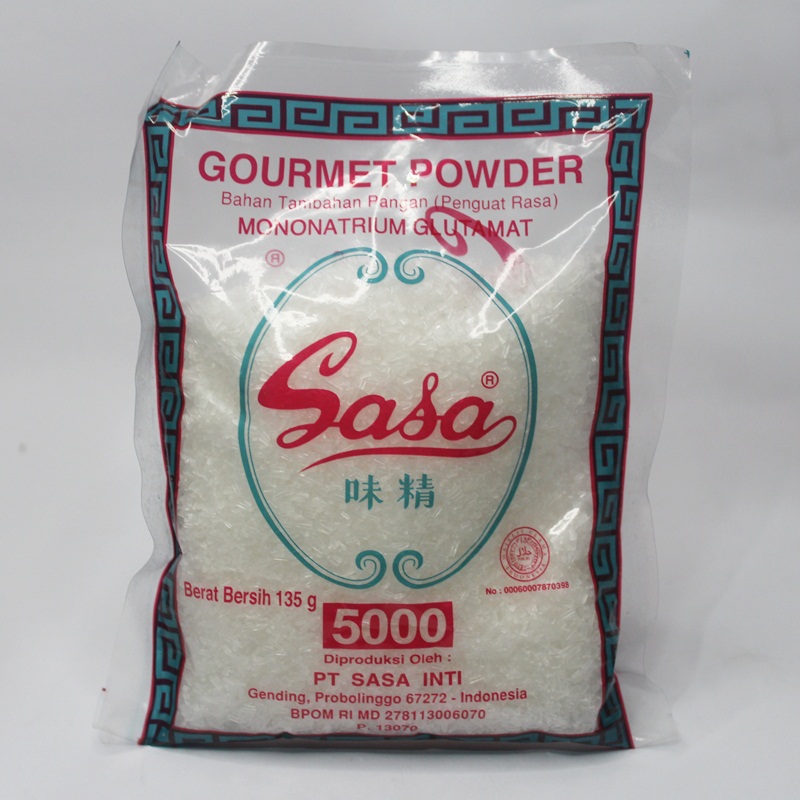 GOURMET POWDER
Bahan Tambahan Pangan (Penguat Rasa)
MONONATRIUM GLUTAMAT
®
Sasa ®
味精
No : 00060007870398
Berat Bersih 135 g
5000
Diproduksi Oleh :
PT SASA INTI
Gending, Probolinggo 67272 - Indonesia
BPOM RI MD 278113006070
P. 13070